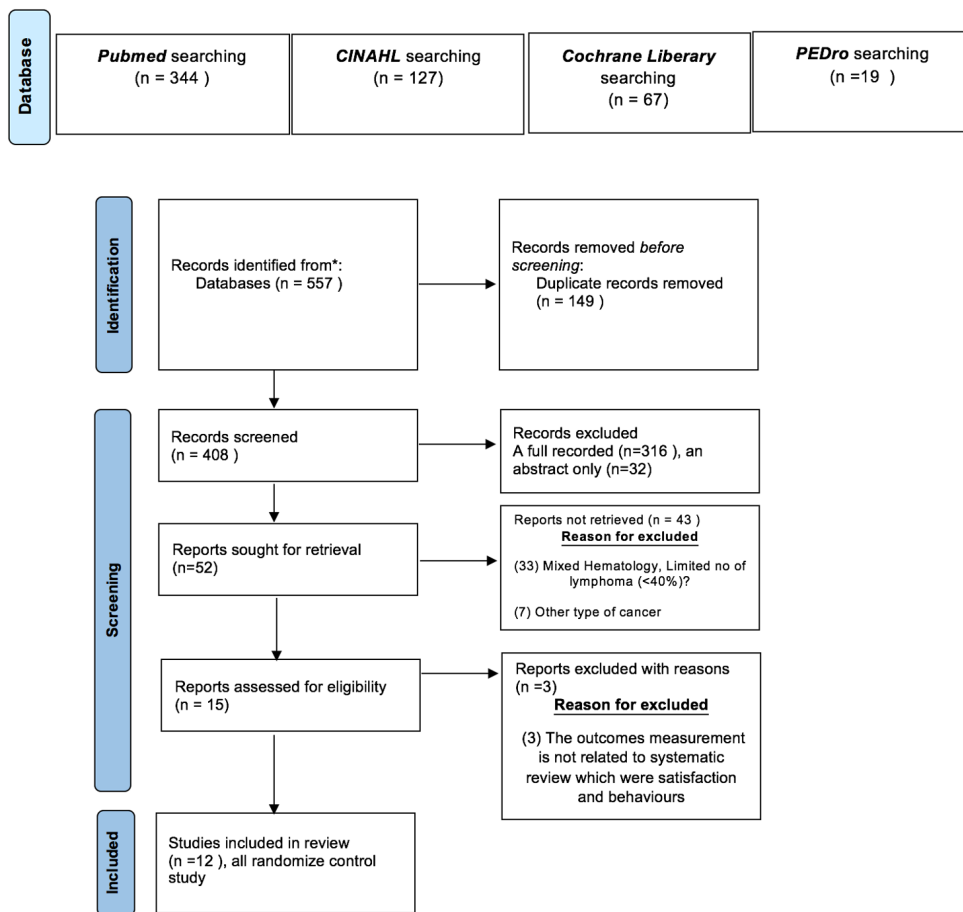 Database
Pubmed searching
(n = 344 )
CINAHL searching
(n = 127)
Cochrane Liberary
searching
(n = 67)
PEDro searching
(n =19 )
Identification
Records identified from*:
Databases (n = 557 )
Records removed before
screening:
Duplicate records removed
(n = 149 )
Screening
Records screened
(n = 408 )
Records excluded
A full recorded (n=316 ), an
abstract only (n=32)
Reports sought for retrieval
(n=52)
Reports not retrieved (n = 43 )
Reason for excluded
(33) Mixed Hematology, Limited no of
lymphoma (<40%)?
(7) Other type of cancer
Reports assessed for eligibility
(n = 15)
Reports excluded with reasons
(n =3)
Reason for excluded
(3) The outcomes measurement
is not related to systematic
review which were satisfaction
and behaviours
Included
Studies included in review
(n =12 ), all randomize control
study